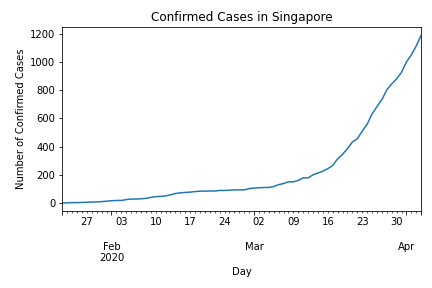 Confirmed Cases in Singapore
1200
1000
800
600
400
200
0
Number of Confirmed Cases
27 03 10 17 24 02 09 16 23 30
Feb Mar Apr
2020
Day